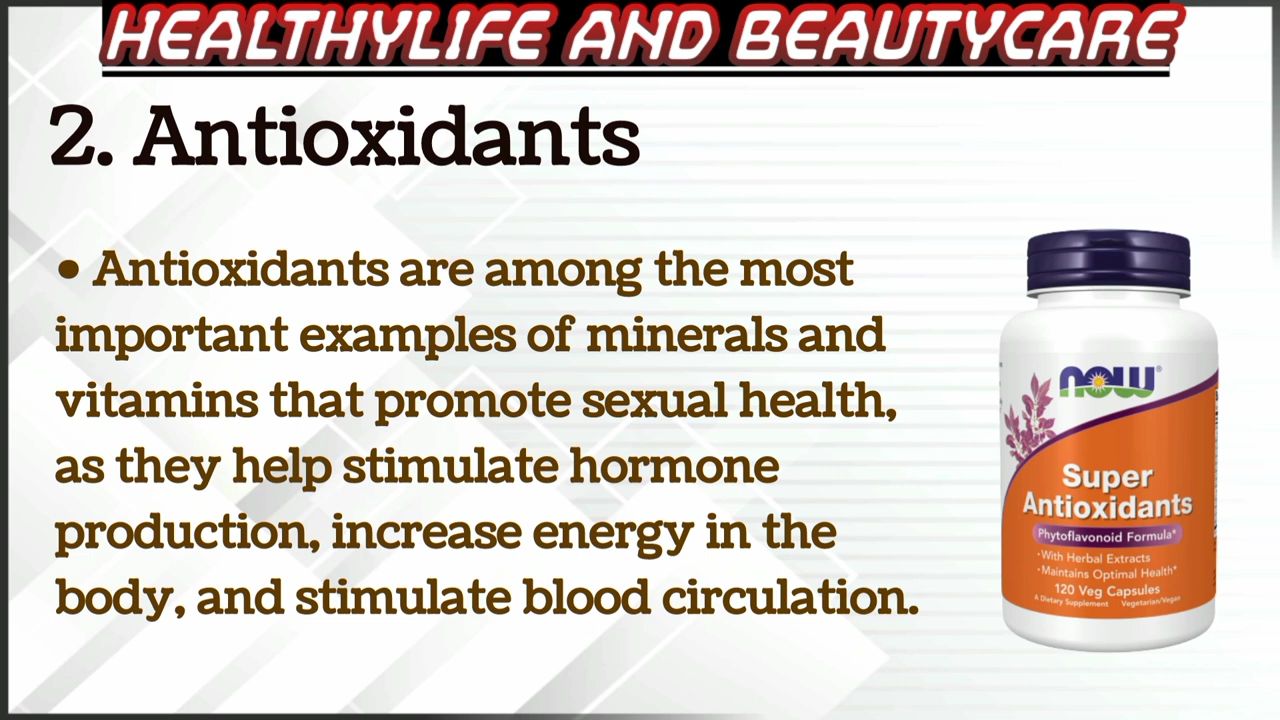 HEALTHYLIFE AND BEAUTYCARE
2. Antioxidants
• Antioxidants are among the most
important examples of minerals and
vitamins that promote sexual health,
as they help stimulate hormone
production, increase energy in the
body, and stimulate blood circulation.
NOW®
Super
Antioxidants
Phytoflavonoid Formula*
•With Herbal Extracts
•Maintains Optimal Health*
120 Veg Capsules
A Dietary Supplement Vegetarian/Vegan